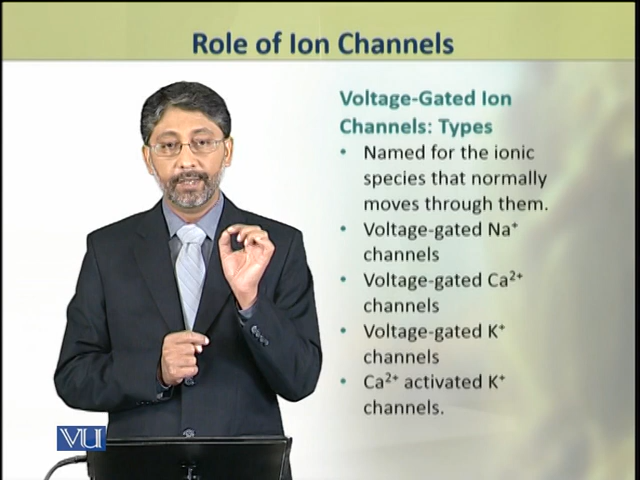 Role of Ion Channels
Voltage-Gated Ion
Channels: Types
• Named for the ionic
species that normally
moves through them.
• Voltage-gated Na⁺
channels
• Voltage-gated Ca²⁺
channels
• Voltage-gated K⁺
channels
• Ca²⁺ activated K⁺
channels.
VU